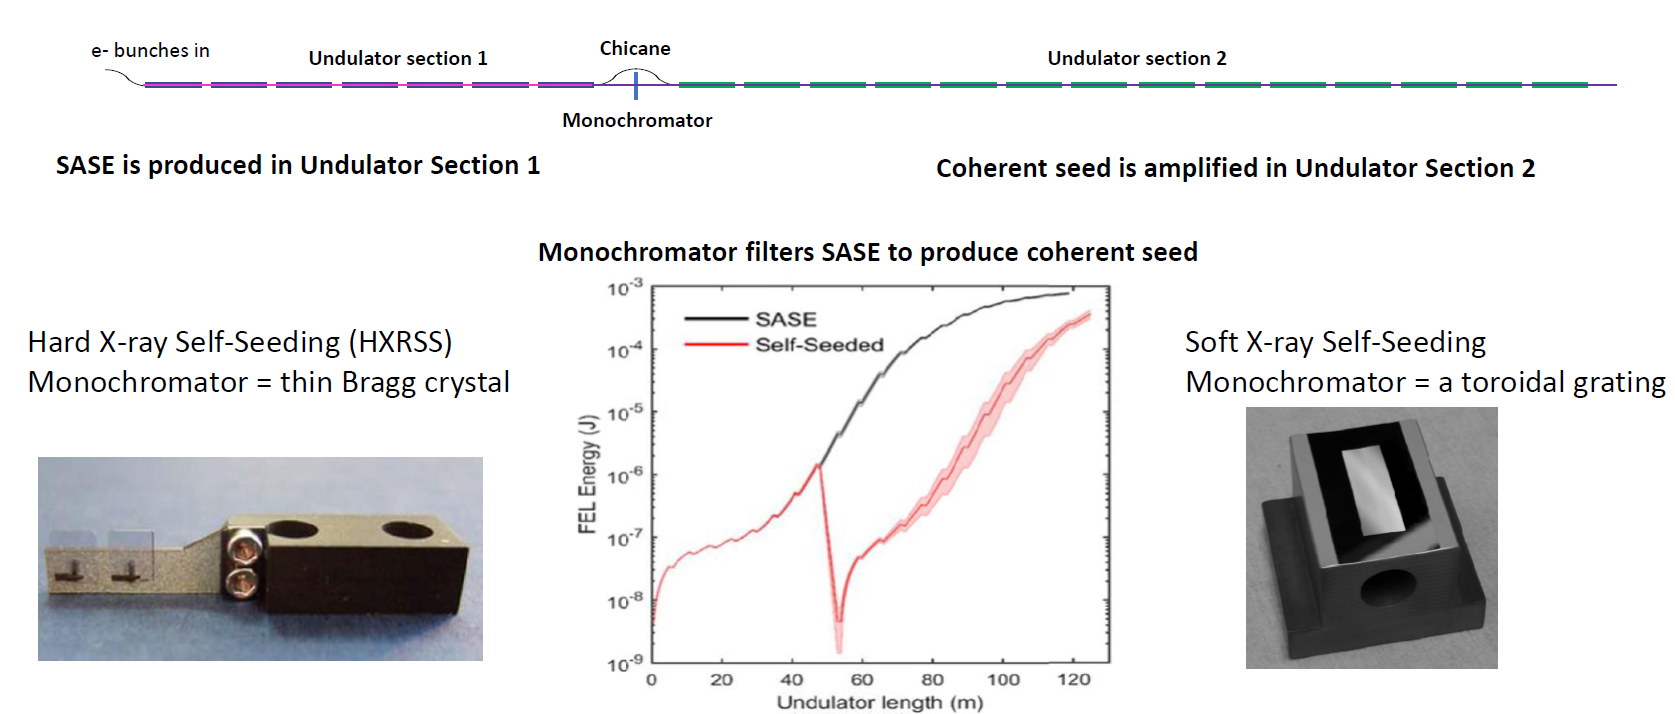 e- bunches in
Undulator section 1
Chicane
Undulator section 2
Monochromator
SASE is produced in Undulator Section 1
Coherent seed is amplified in Undulator Section 2
Monochromator filters SASE to produce coherent seed
Hard X-ray Self-Seeding (HXRSS)
Monochromator = thin Bragg crystal
10-3
10-4
10-5
10-6
10-7
10-8
10-9
FEL Energy (J)
SASE
Self-Seeded
0 20 40 60 80 100 120
Undulator length (m)
Soft X-ray Self-Seeding
Monochromator = a toroidal grating